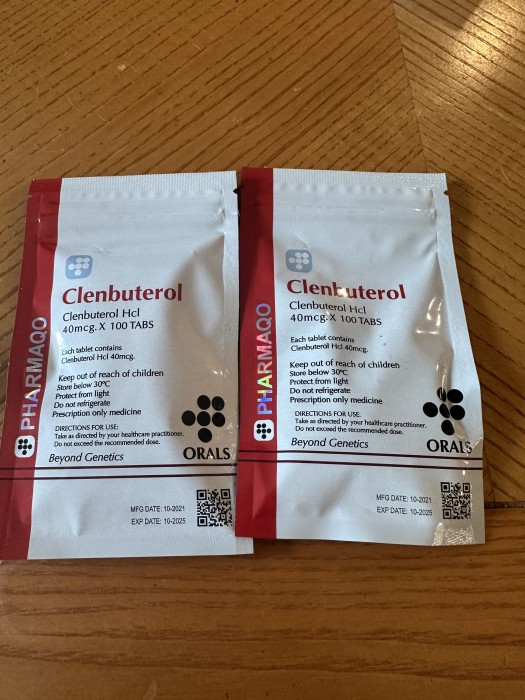 PHARMAQO
Clenbuterol
Clenbuterol Hcl
40mcg. X 100 TABS
Each tablet contains
Clenbuterol Hcl 40mcg.
Keep out of reach of children
Store below 30ºC
Protect from light
Do not refrigerate
Prescription only medicine
DIRECTIONS FOR USE:
Take as directed by your healthcare practitioner.
Do not exceed the recommended dose.
Beyond Genetics
ORALS
MFG DATE: 10-2021
EXP DATE: 10-2025
PHARMAQO
Clenbuterol
Clenbuterol Hcl
40mcg.X 100 TABS
Each tablet contains
Clenbuterol Hcl 40mcg.
Keep out of reach of children
Store below 30ºC
Protect from light
Do not refrigerate
Prescription only medicine
DIRECTIONS FOR USE:
Take as directed by your healthcare practitioner.
Do not exceed the recommended dose.
Beyond Genetics
ORALS
MFG DATE: 10-2021
EXP DATE: 10-2025